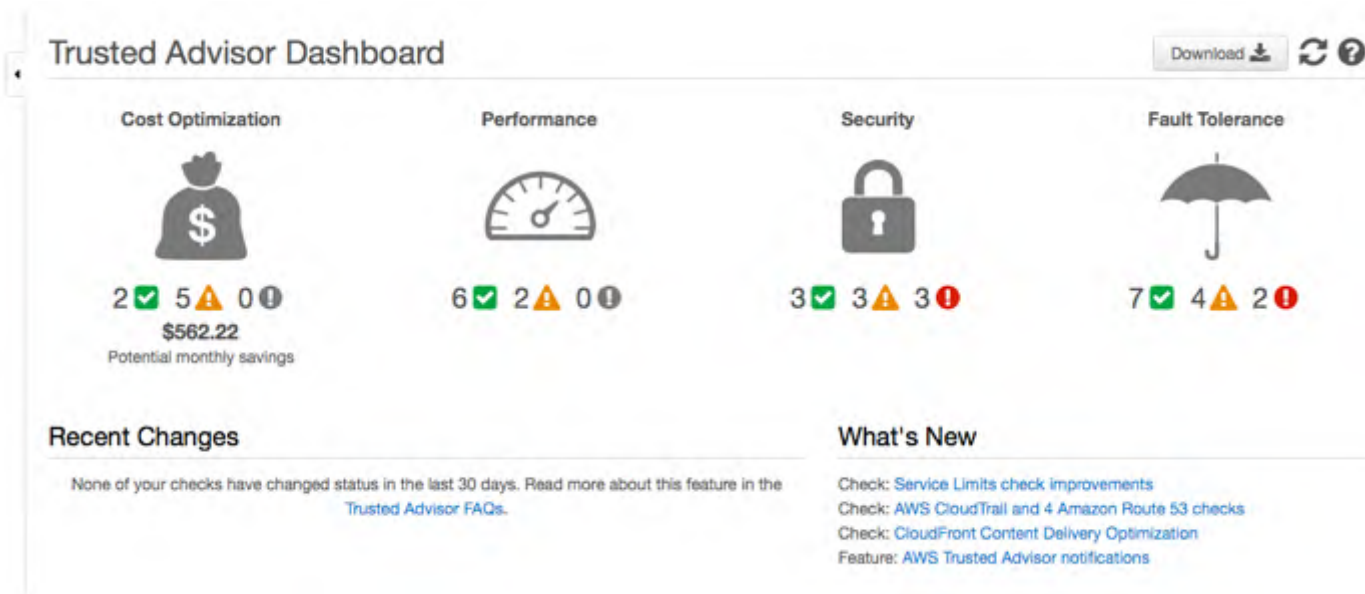 Trusted Advisor Dashboard
Download
Cost Optimization
Performance
Security
Fault Tolerance
$
2 5 0
6 2 0
3 3 3
7 4 2
$562.22
Potential monthly savings
Recent Changes
None of your checks have changed status in the last 30 days. Read more about this feature in the
Trusted Advisor FAQs.
What's New
Check: Service Limits check improvements
Check: AWS CloudTrail and 4 Amazon Route 53 checks
Check: CloudFront Content Delivery Optimization
Feature: AWS Trusted Advisor notifications